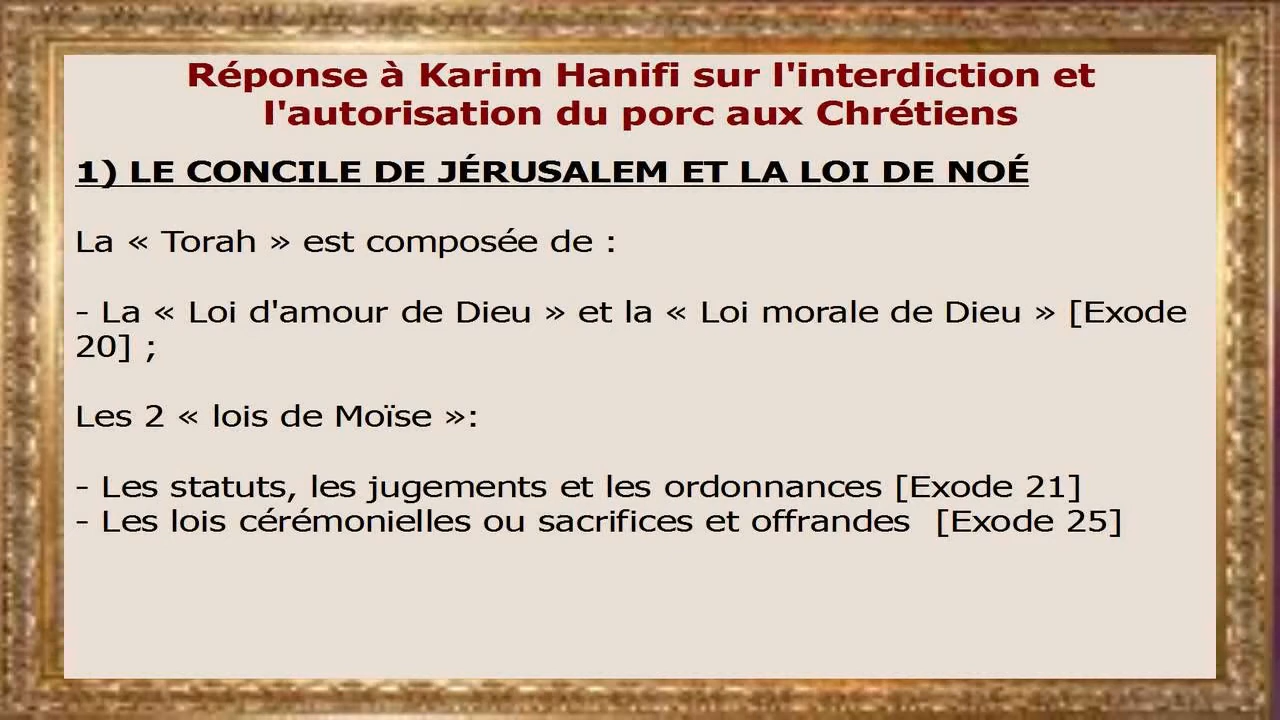 Réponse à Karim Hanifi sur l'interdiction et
l'autorisation du porc aux Chrétiens
1) LE CONCILE DE JÉRUSALEM ET LA LOI DE NOÉ
La « Torah » est composée de :
- La « Loi d'amour de Dieu » et la « Loi morale de Dieu » [Exode
20] ;
Les 2 « lois de Moïse »:
- Les statuts, les jugements et les ordonnances [Exode 21]
- Les lois cérémonielles ou sacrifices et offrandes  [Exode 25]